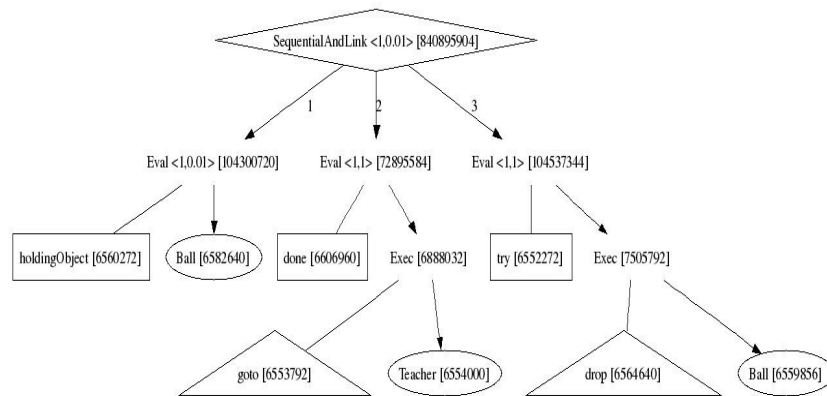 SequentialAndLink <1,0.01> [840895904]
1
2
3
Eval <1,0.01> [104300720]
Eval <1,1> [72895584]
Eval <1,1> [104537344]
holdingObject [6560272]
Ball [6582640]
done [6606960]
Exec [6888032]
try [6552272]
Exec [7505792]
goto [6553792]
Teacher [6554000]
drop [6564640]
Ball [6559856]